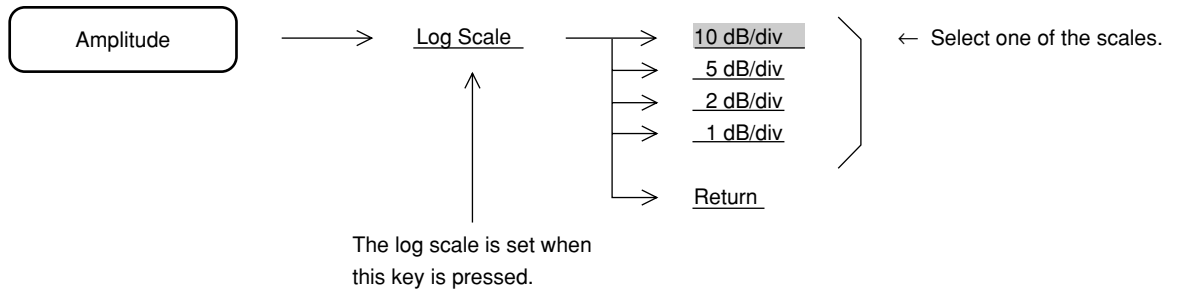 Amplitude
Log Scale
10 dB/div
5 dB/div
2 dB/div
1 dB/div
Return
← Select one of the scales.
The log scale is set when
this key is pressed.